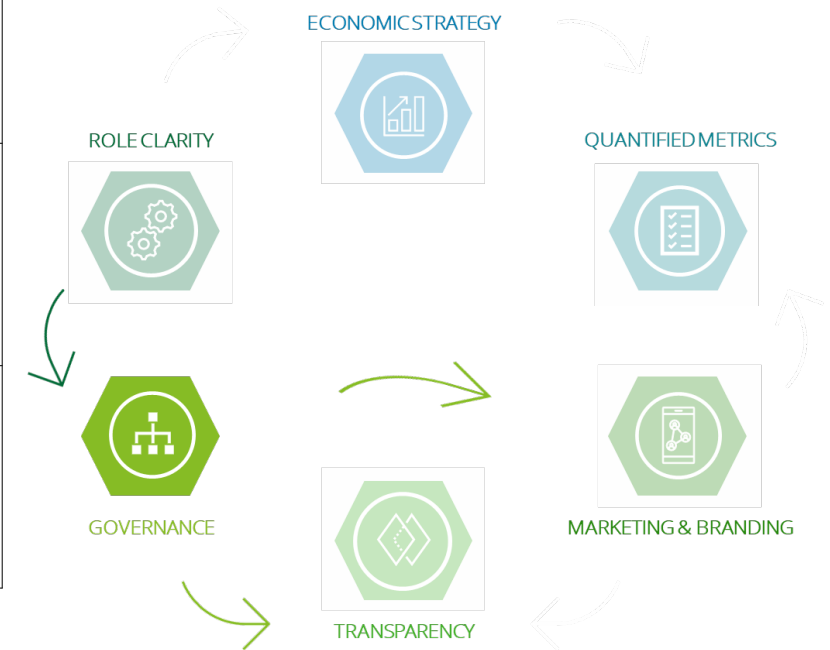 ECONOMIC STRATEGY
ROLE CLARITY
QUANTIFIED METRICS
GOVERNANCE
MARKETING & BRANDING
TRANSPARENCY